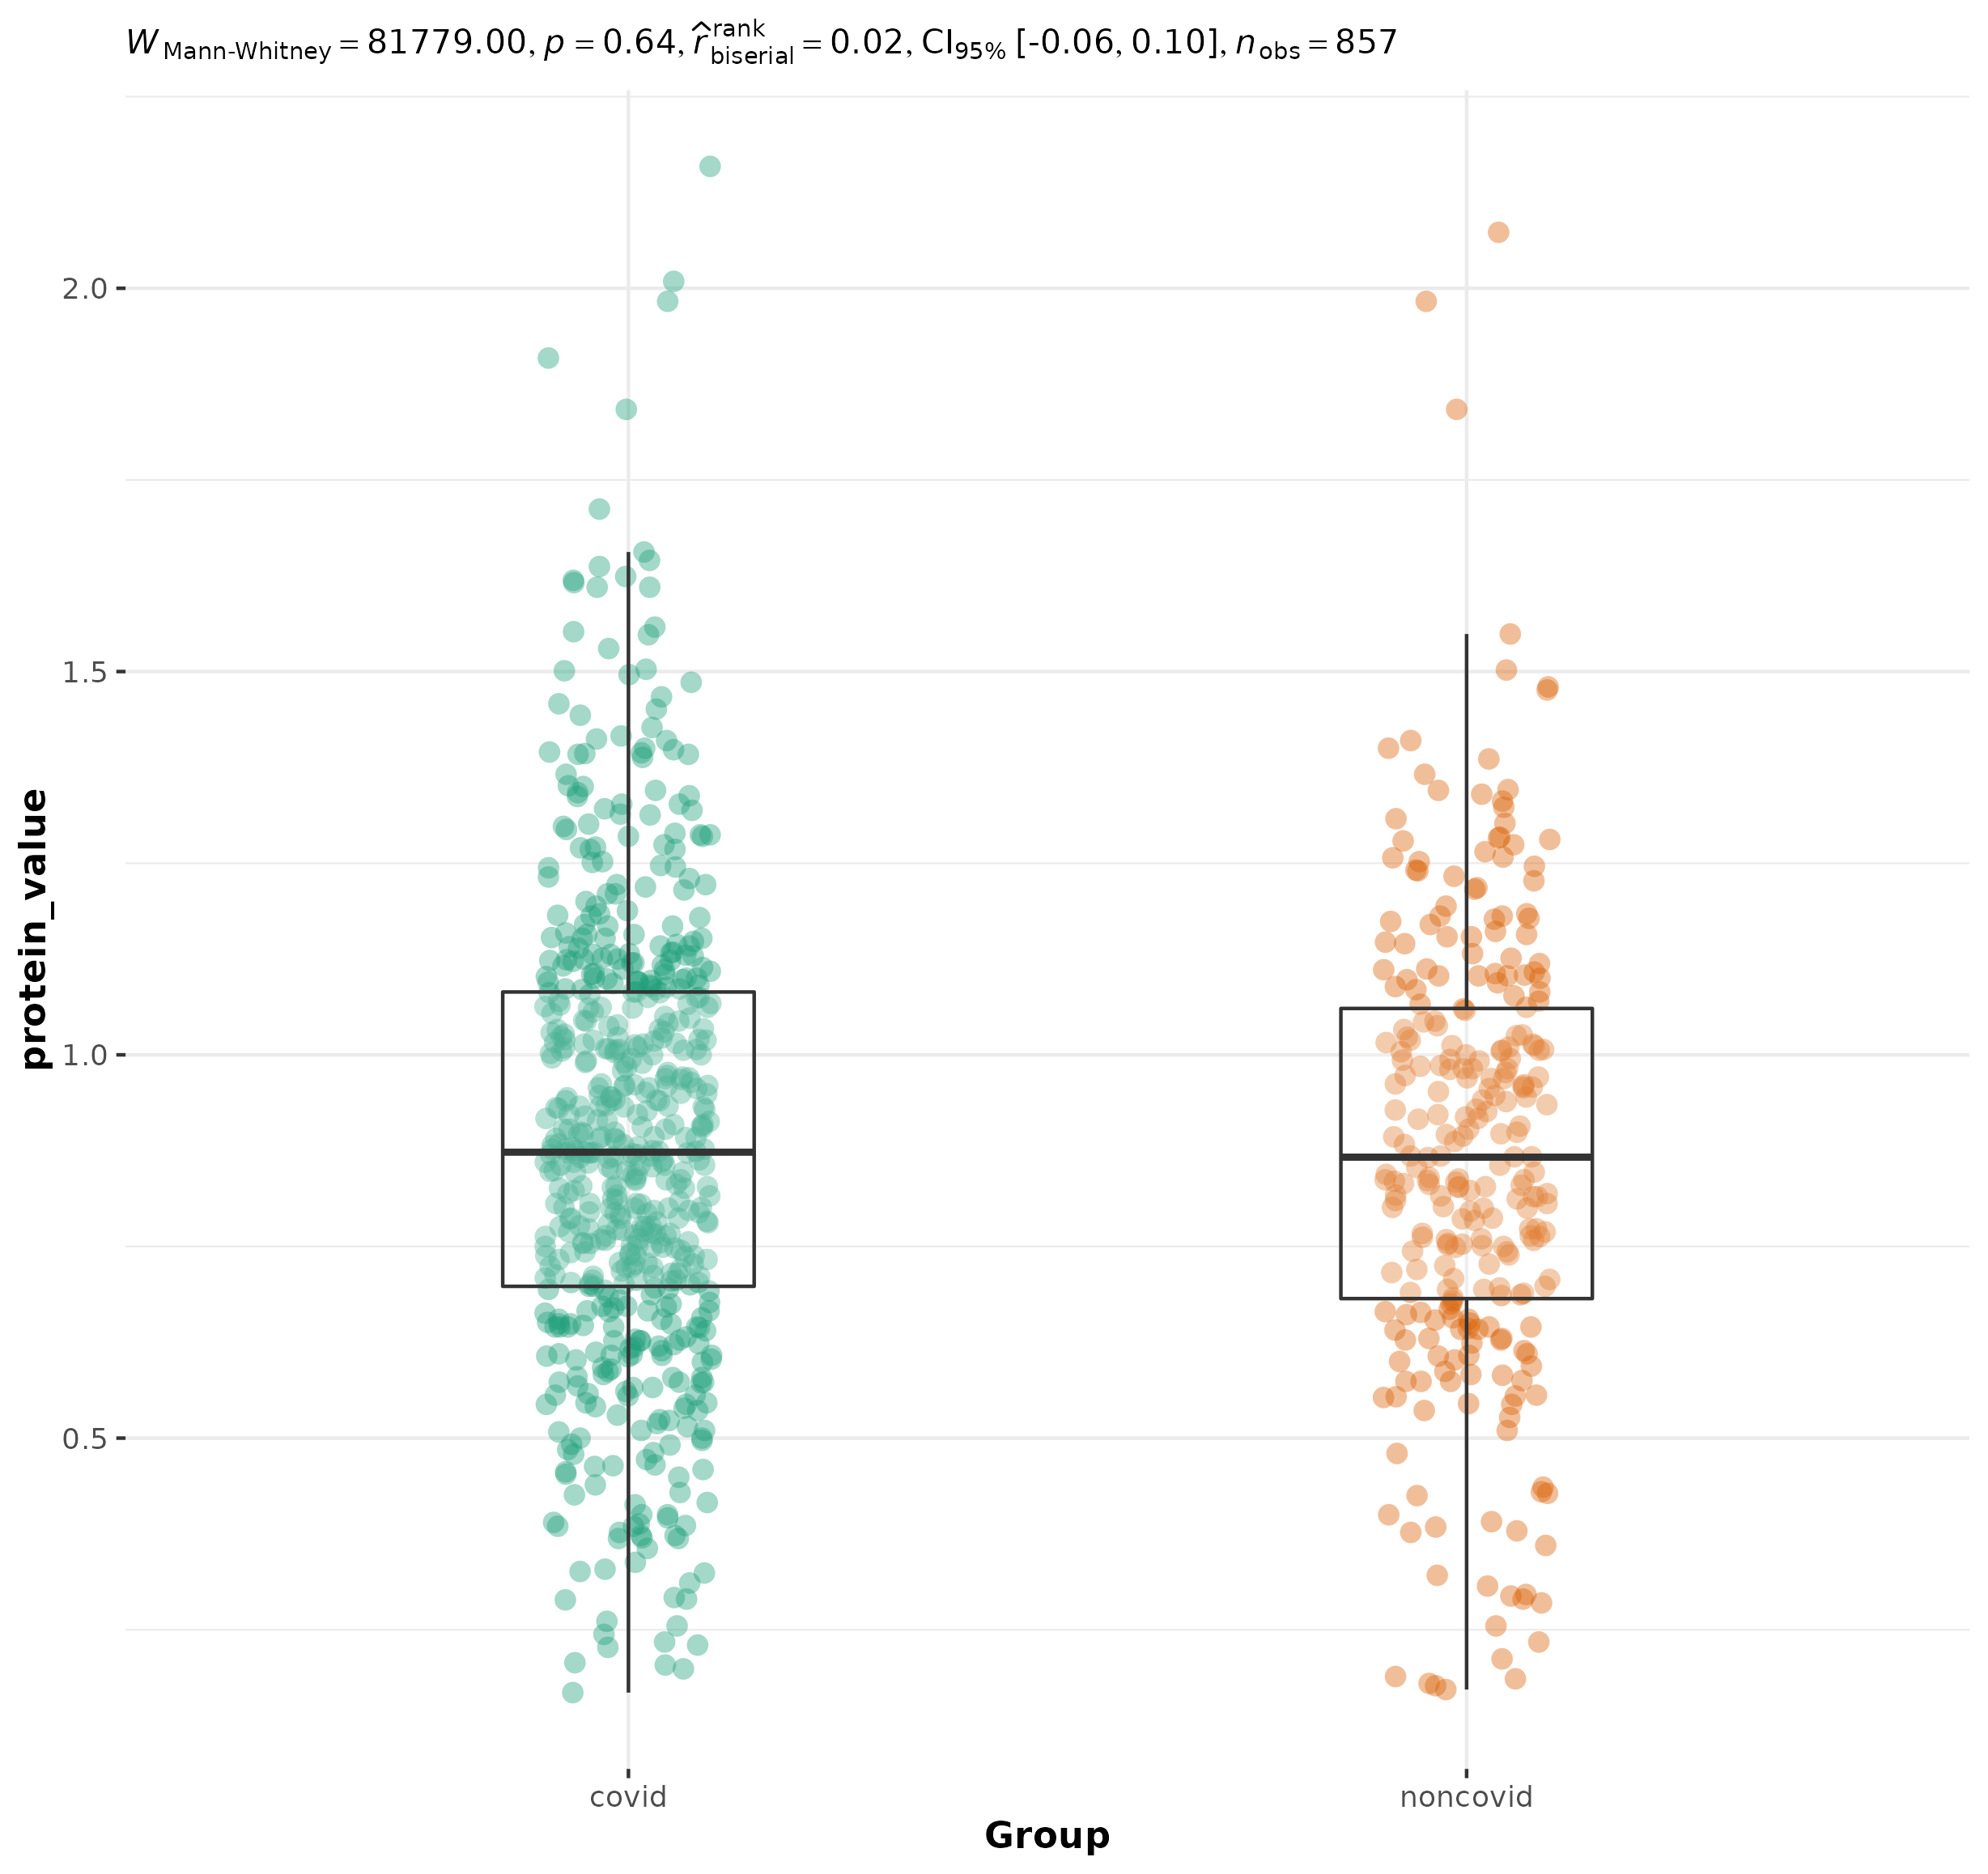 W Mann-Whitney = 81779.00, p = 0.64, r̂ rank biserial = 0.02, CI95% [-0.06, 0.10], n obs = 857
protein_value
2.0
1.5
1.0
0.5
covid noncovid
Group